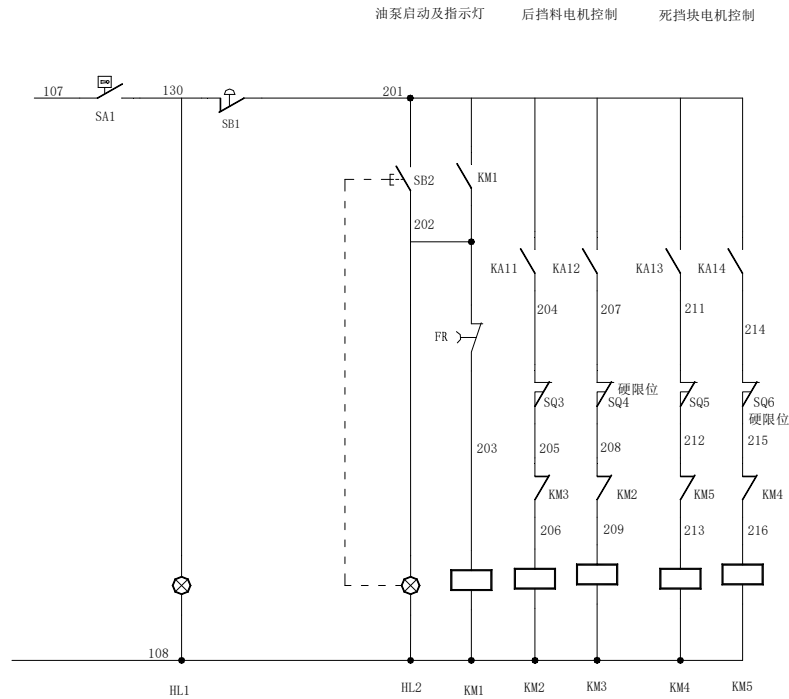 油泵启动及指示灯 后挡料电机控制 死挡块电机控制
107 130 201
SA1 SB1
SB2 KM1
202
KA11 KA12 KA13 KA14
204 207 211 214
FR
硬限位
SQ3 SQ4 SQ5 SQ6
硬限位
203 205 208 212 215
KM3 KM2 KM5 KM4
206 209 213 216
108
HL1 HL2 KM1 KM2 KM3 KM4 KM5